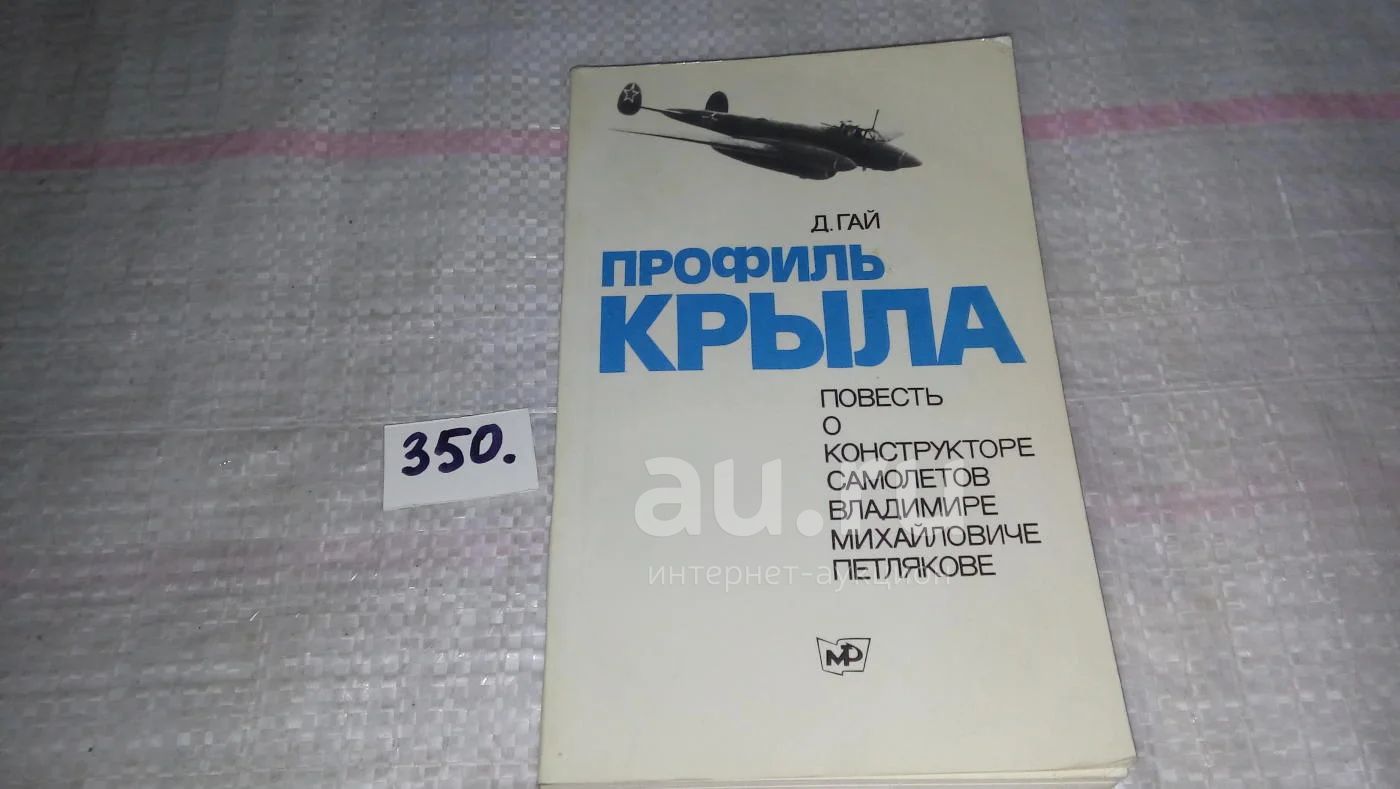 Д. ГАЙ
ПРОФИЛЬ
КРЫЛА
ПОВЕСТЬ
О
КОНСТРУКТОРЕ
САМОЛЕТОВ
ВЛАДИМИРЕ
МИХАЙЛОВИЧЕ
ПЕТЛЯКОВЕ
350.
au.ru
интернет-аукцион
МР